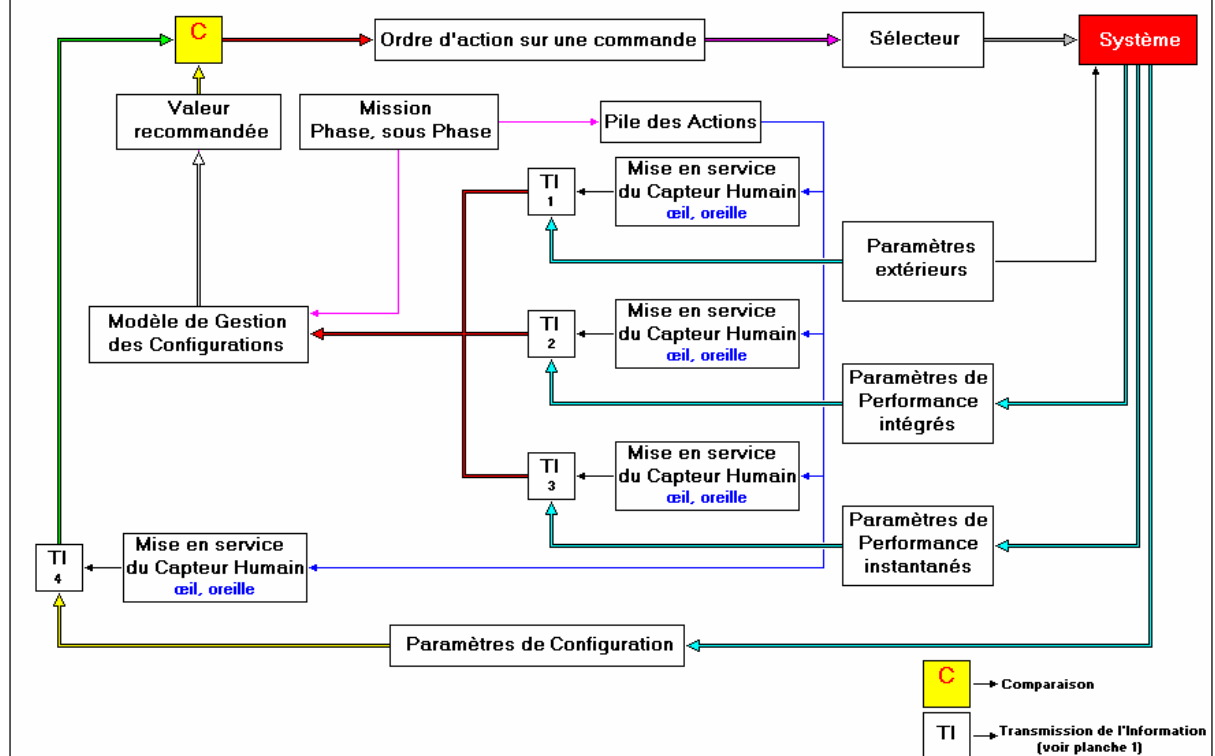 C
Ordre d'action sur une commande
Sélecteur
Système
Valeur
recommandée
Mission
Phase, sous Phase
Pile des Actions
TI
1
Mise en service
du Capteur Humain
œil, oreille
Paramètres
extérieurs
Modèle de Gestion
des Configurations
TI
2
Mise en service
du Capteur Humain
œil, oreille
Paramètres de
Performance
intégrés
TI
3
Mise en service
du Capteur Humain
œil, oreille
Paramètres de
Performance
instantanés
TI
4
Mise en service
du Capteur Humain
œil, oreille
Paramètres de Configuration
C
Comparaison
TI
Transmission de l'Information
(voir planche 1)